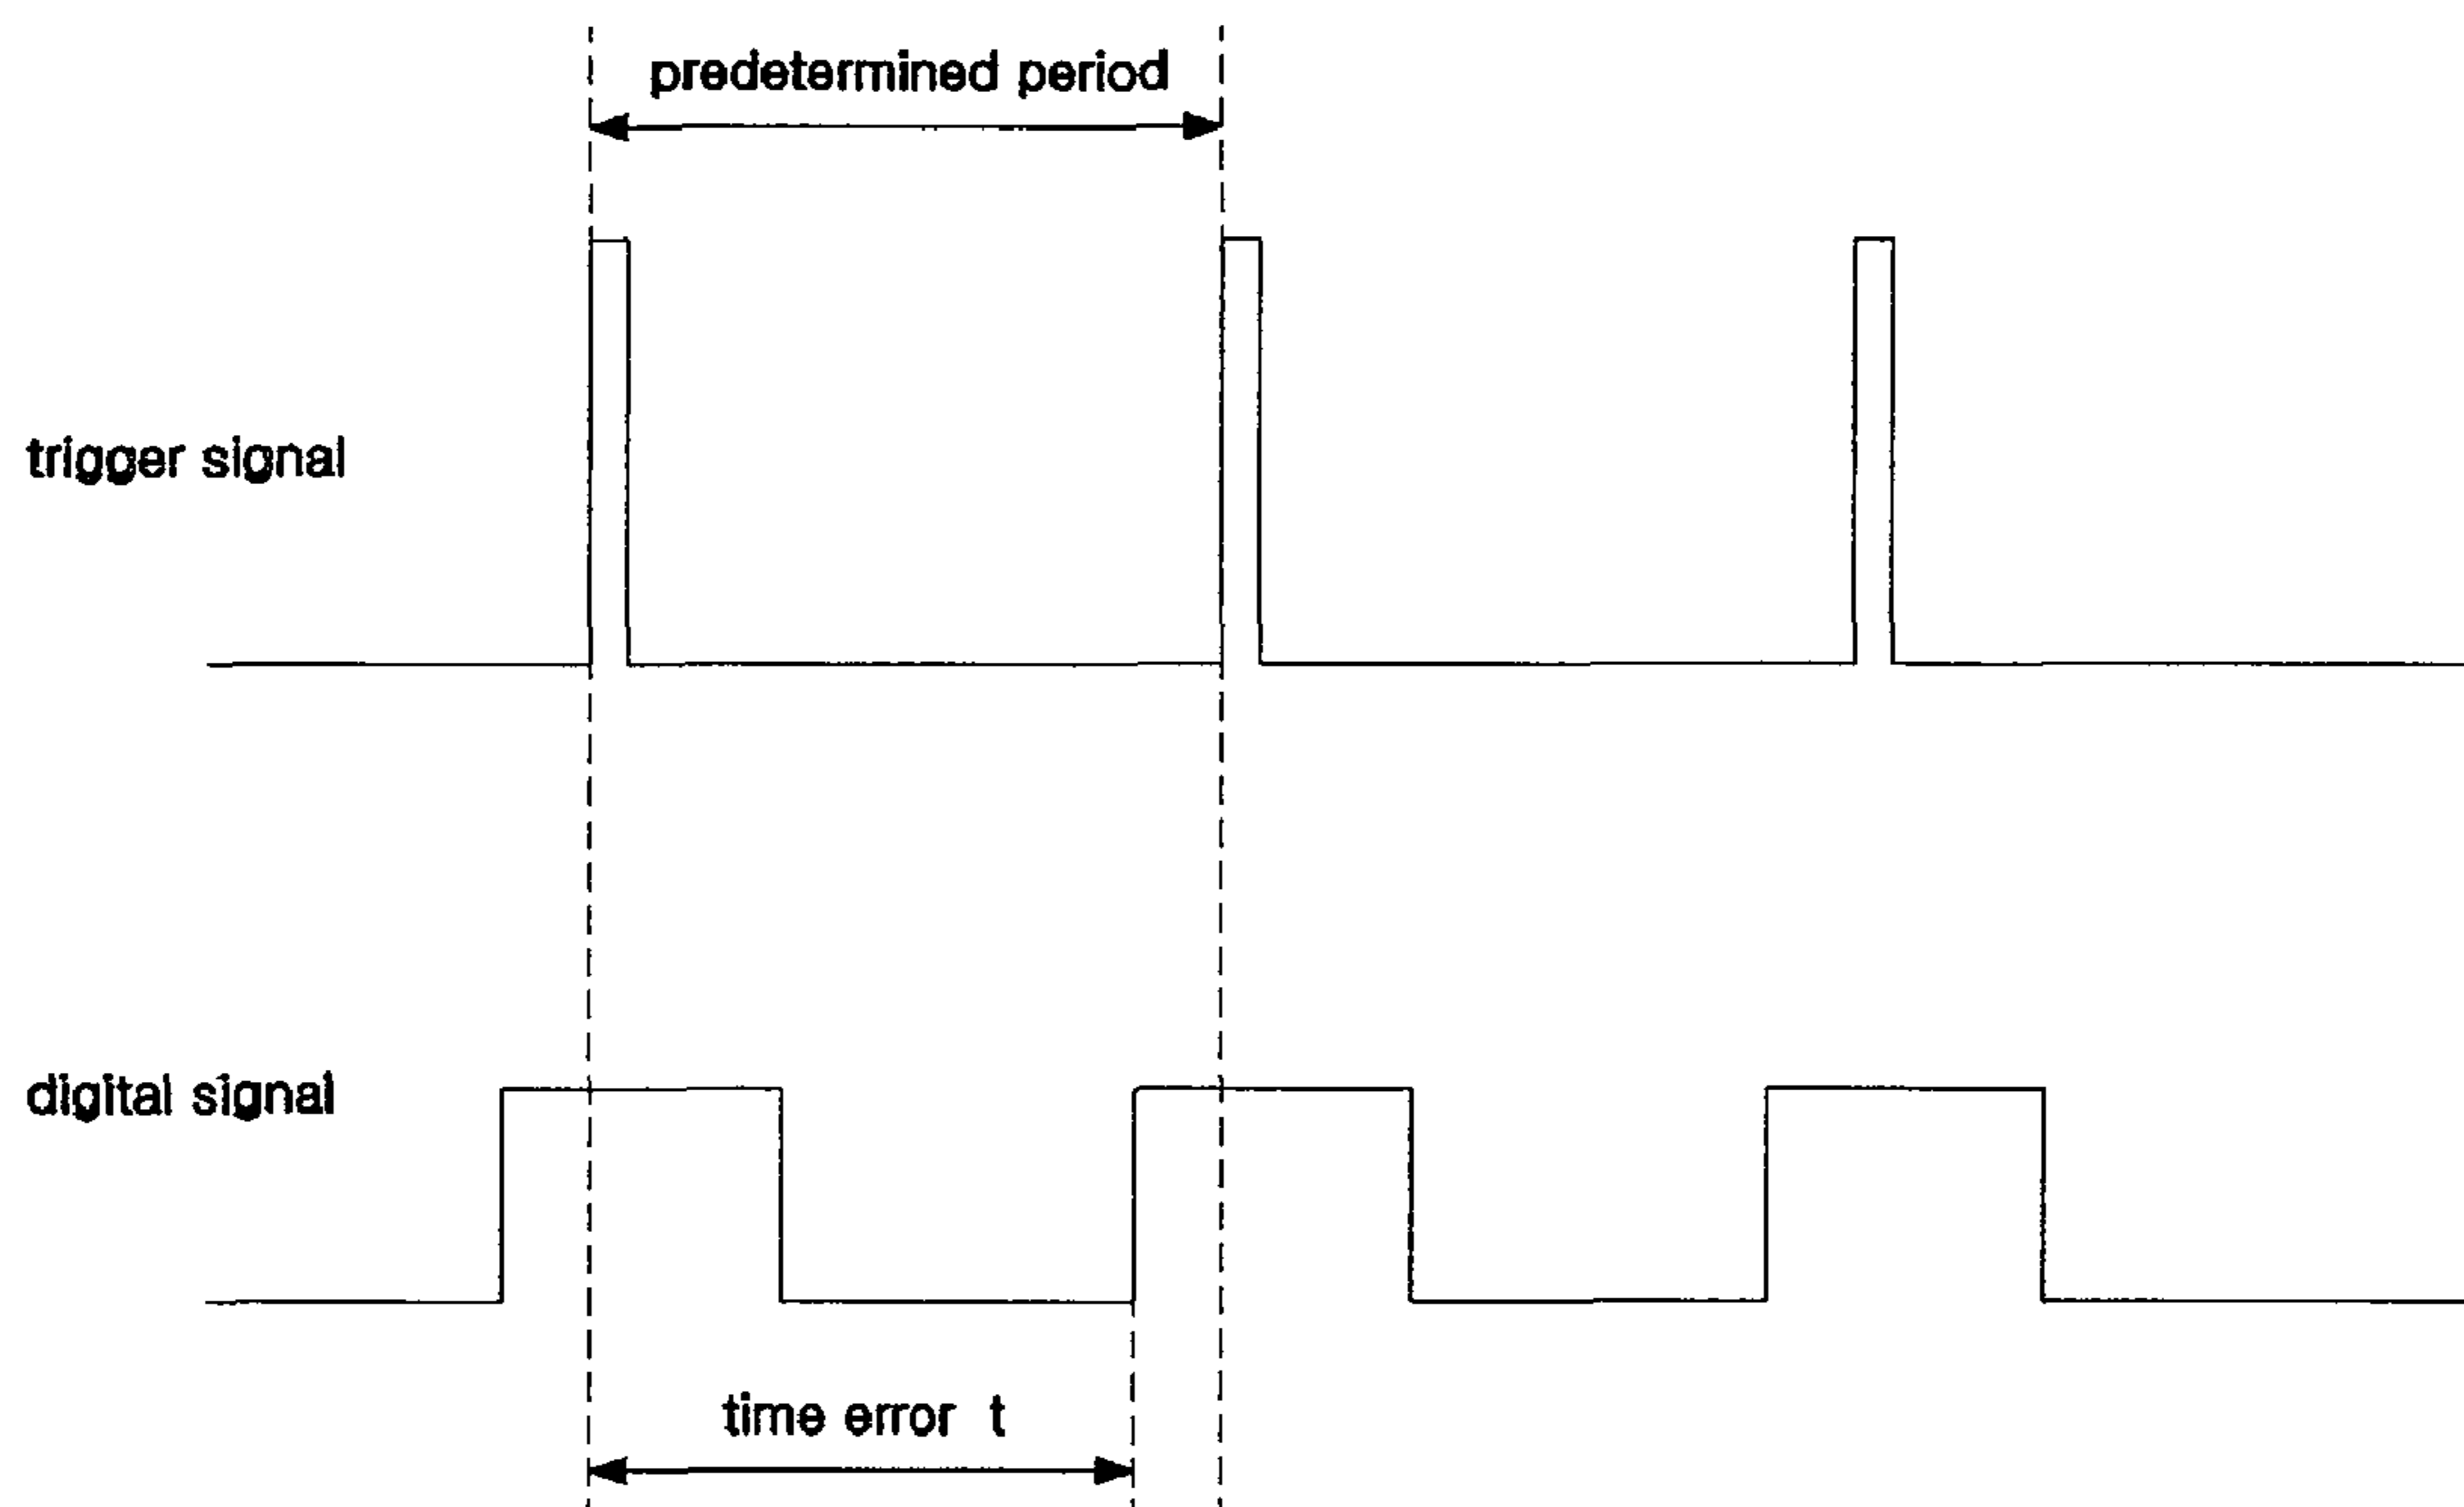 predetermined period
trigger signal
digital signal
time error t